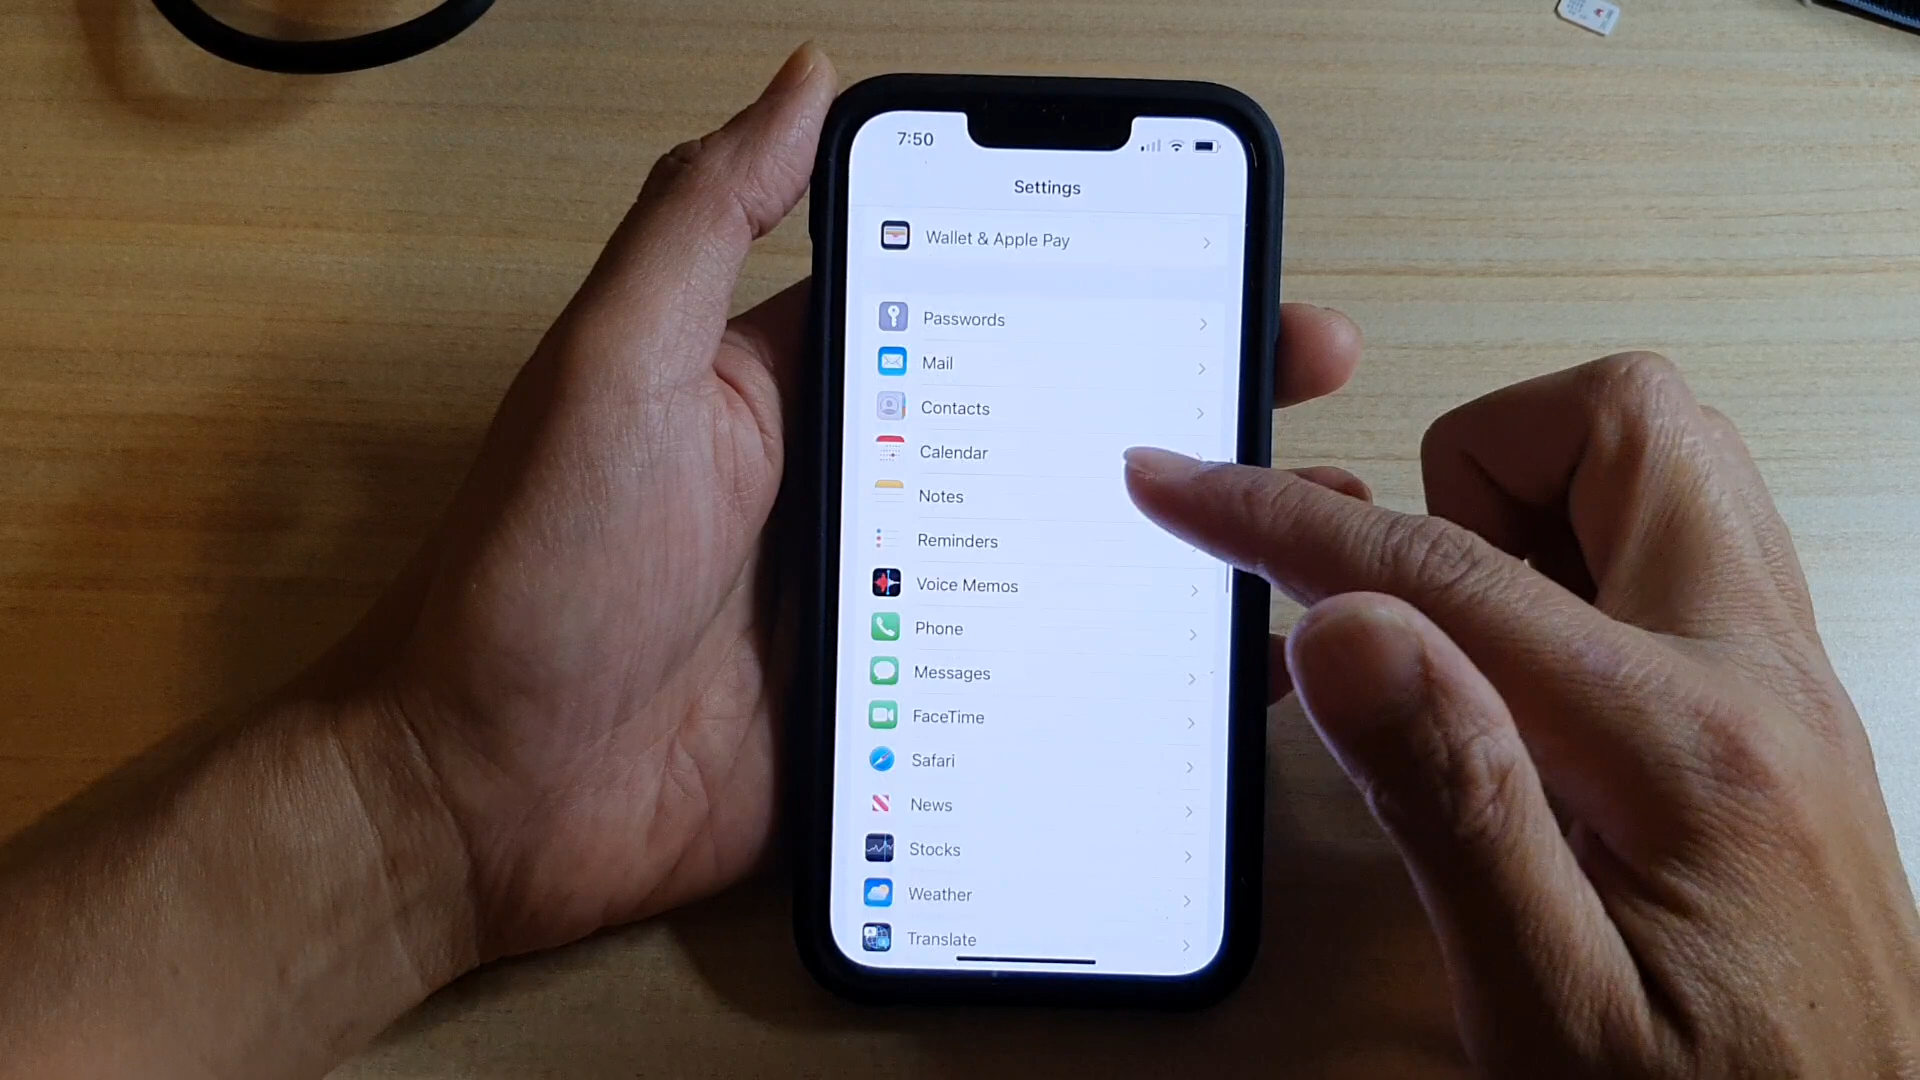 7:50
Settings
Wallet & Apple Pay
Passwords
Mail
Contacts
Calendar
Notes
Reminders
Voice Memos
Phone
Messages
FaceTime
Safari
News
Stocks
Weather
Translate